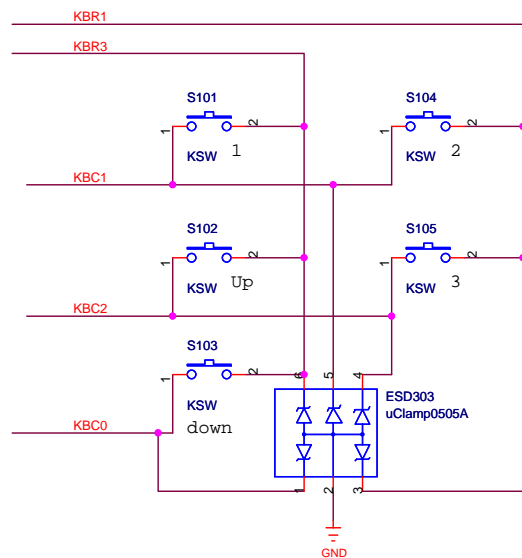 KBR1
KBR3
S101
1
2
KSW
1
S104
1
2
KSW
2
KBC1
S102
1
2
KSW
Up
S105
1
2
KSW
3
KBC2
S103
1
2
KSW
down
KBC0
6
5
4
ESD303
uClamp0505A
1
2
3
GND